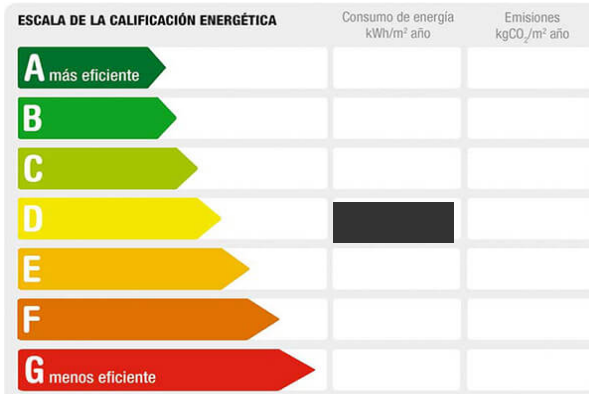 ESCALA DE LA CALIFICACIÓN ENERGÉTICA
Consumo de energía
kWh/m² año
Emisiones
kgCO₂/m² año
A más eficiente
B
C
D
E
F
G menos eficiente